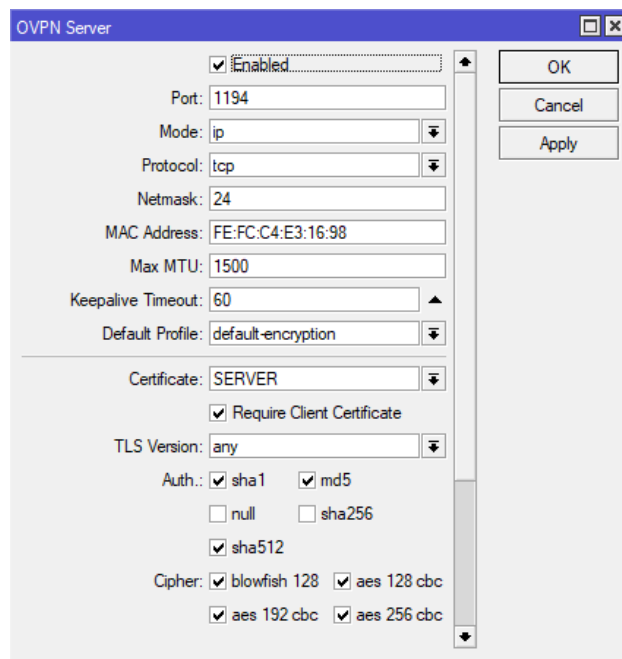 OVPN Server
Enabled
OK
Port: 1194
Cancel
Mode: ip
Apply
Protocol: tcp
Netmask: 24
MAC Address: FE:FC:C4:E3:16:98
Max MTU: 1500
Keepalive Timeout: 60
Default Profile: default-encryption
Certificate: SERVER
Require Client Certificate
TLS Version: any
Auth.: sha1 md5
null sha256
sha512
Cipher: blowfish 128 aes 128 cbc
aes 192 cbc aes 256 cbc